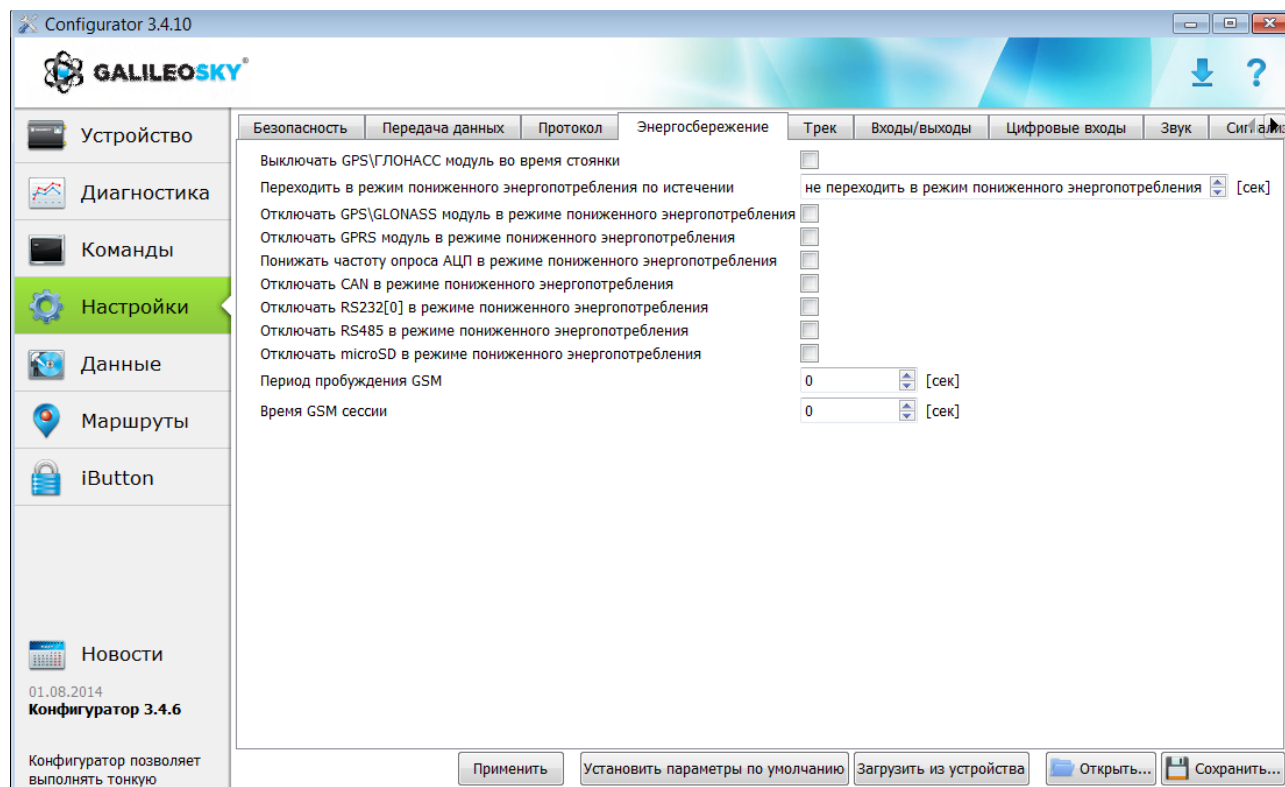 Configurator 3.4.10
GALILEOSKY®
?
Устройство
Диагностика
Команды
Настройки
Данные
Маршруты
iButton
Новости
01.08.2014
Конфигуратор 3.4.6
Конфигуратор позволяет
выполнять тонкую
Безопасность Передача данных Протокол Энергосбережение Трек Входы/выходы Цифровые входы Звук
Выключать GPS\ГЛОНАСС модуль во время стоянки
Переходить в режим пониженного энергопотребления по истечении не переходить в режим пониженного энергопотребления [сек]
Отключать GPS\GLONASS модуль в режиме пониженного энергопотребления
Отключать GPRS модуль в режиме пониженного энергопотребления
Понижать частоту опроса АЦП в режиме пониженного энергопотребления
Отключать CAN в режиме пониженного энергопотребления
Отключать RS232[0] в режиме пониженного энергопотребления
Отключать RS485 в режиме пониженного энергопотребления
Отключать microSD в режиме пониженного энергопотребления
Период пробуждения GSM 0 [сек]
Время GSM сессии 0 [сек]
Применить Установить параметры по умолчанию Загрузить из устройства Открыть... Сохранить...